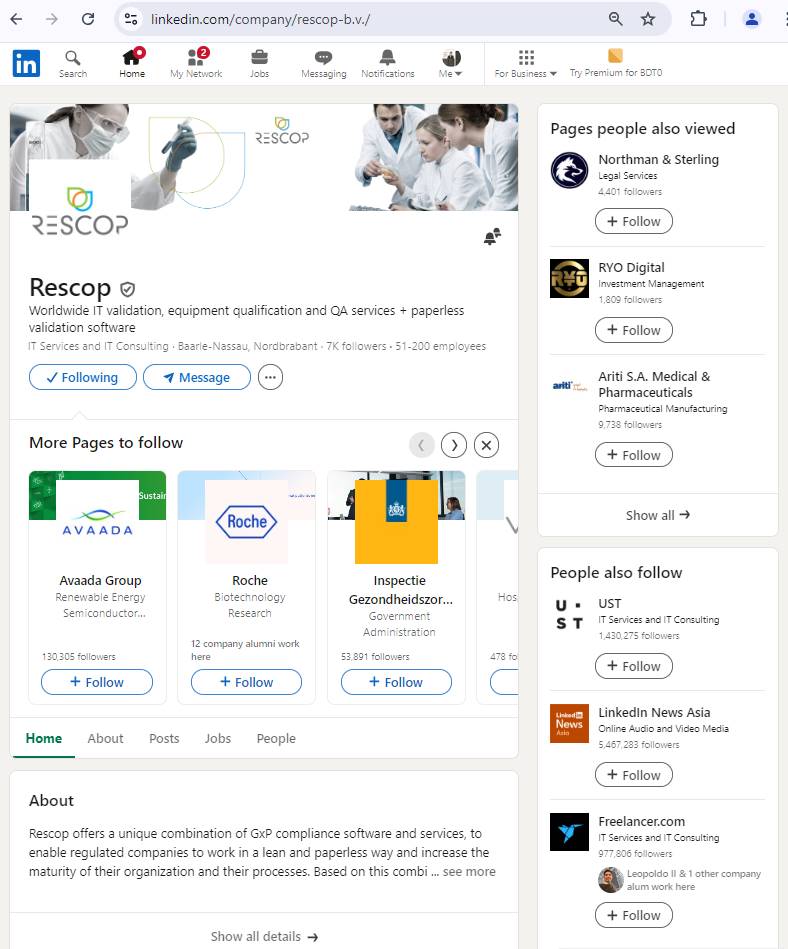 linkedin.com/company/rescop-b.v./
in
Search
Home
2
My Network
Jobs
Messaging
Notifications
Me
For Business
Try Premium for BDT0
RESCOP
RESCOP
Rescop
Worldwide IT validation, equipment qualification and QA services + paperless
validation software
IT Services and IT Consulting · Baarle-Nassau, Nordbrabant · 7K followers · 51-200 employees
Following
Message
More Pages to follow
Sustain
AVAADA
Avaada Group
Renewable Energy
Semiconductor...
130,305 followers
+ Follow
Roche
Roche
Biotechnology
Research
12 company alumni work
here
+ Follow
Inspectie
Gezondheidszor...
Government
Administration
53,891 followers
+ Follow
Hos
478 fo
Home
About
Posts
Jobs
People
About
Rescop offers a unique combination of GxP compliance software and services, to
enable regulated companies to work in a lean and paperless way and increase the
maturity of their organization and their processes. Based on this combi ... see more
Show all details →
Pages people also viewed
Northman & Sterling
Legal Services
4,401 followers
+ Follow
RYO
RYO Digital
Investment Management
1,809 followers
+ Follow
ariti
Ariti S.A. Medical &
Pharmaceuticals
Pharmaceutical Manufacturing
9,738 followers
+ Follow
Show all →
People also follow
U ·
S T
UST
IT Services and IT Consulting
1,430,275 followers
+ Follow
Linked in
News
Asia
LinkedIn News Asia
Online Audio and Video Media
5,467,283 followers
+ Follow
Freelancer.com
IT Services and IT Consulting
977,806 followers
Leopoldo II & 1 other company
alum work here
+ Follow